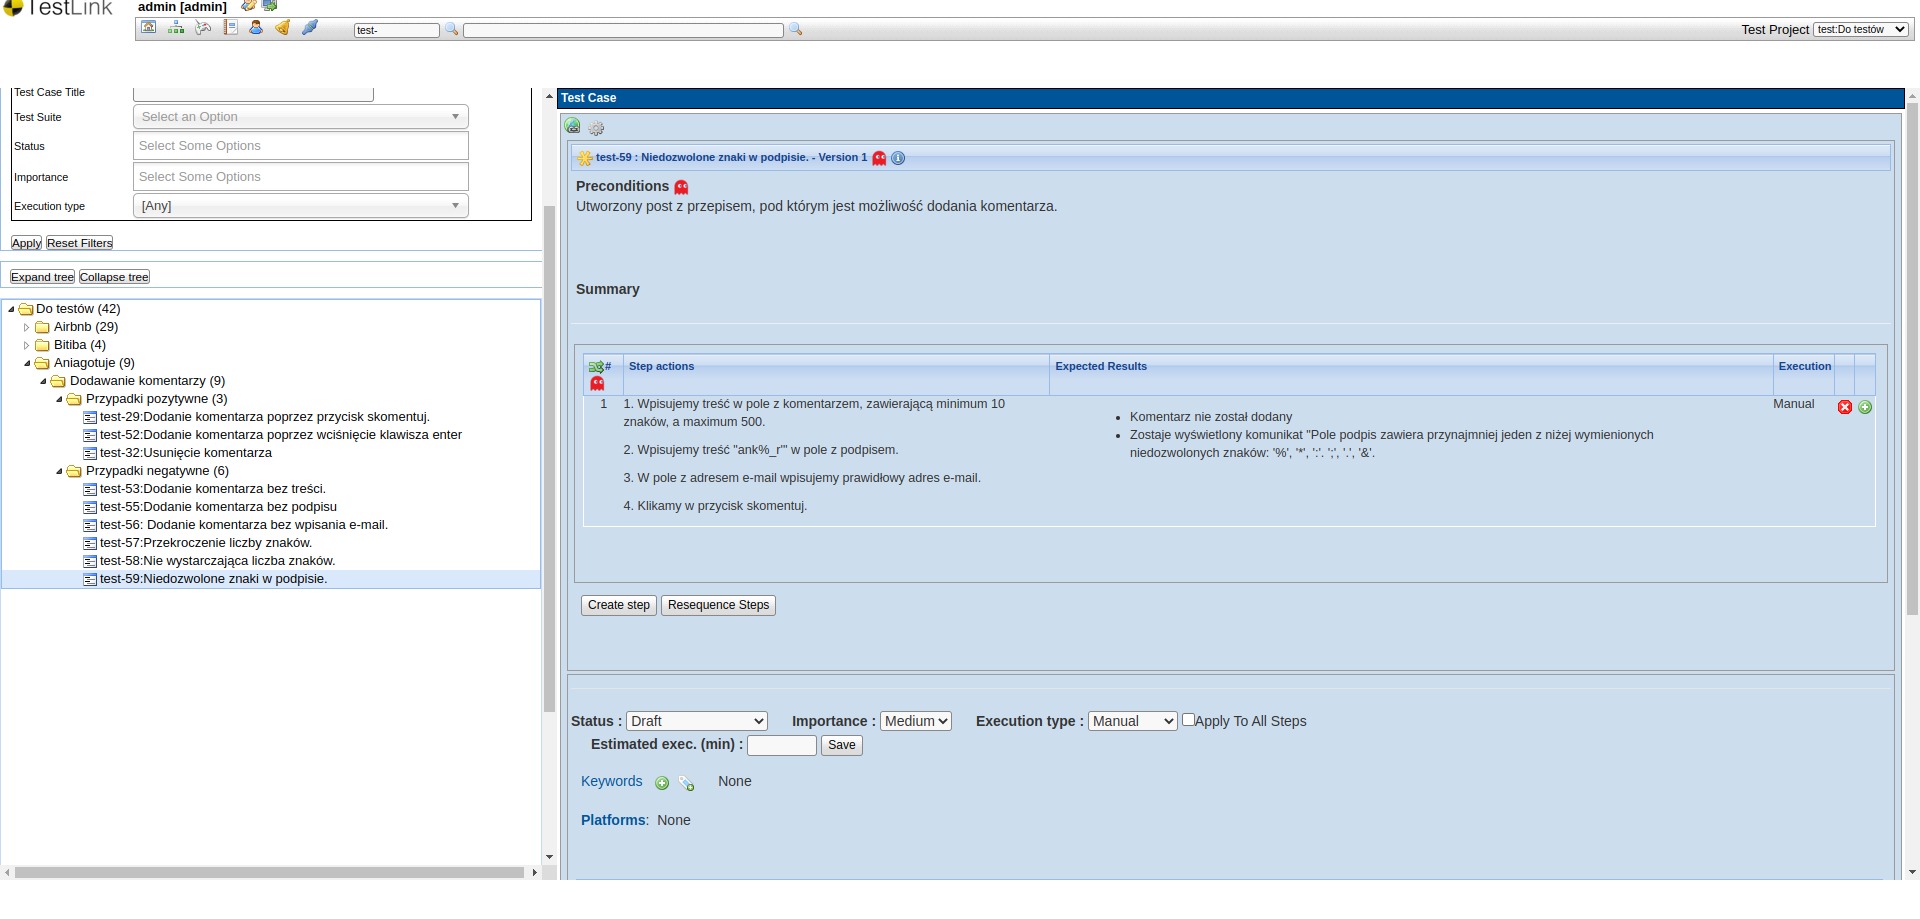 TestLink
admin [admin]
test-
Test Project test:Do testów
Test Case Title
Test Suite Select an Option
Status Select Some Options
Importance Select Some Options
Execution type [Any]
Apply Reset Filters
Expand tree Collapse tree
Do testów (42)
Airbnb (29)
Bitiba (4)
Aniagotuje (9)
Dodawanie komentarzy (9)
Przypadki pozytywne (3)
test-29:Dodanie komentarza poprzez przycisk skomentuj.
test-52:Dodanie komentarza poprzez wciśnięcie klawisza enter
test-32:Usunięcie komentarza
Przypadki negatywne (6)
test-53:Dodanie komentarza bez treści.
test-55:Dodanie komentarza bez podpisu
test-56: Dodanie komentarza bez wpisania e-mail.
test-57:Przekroczenie liczby znaków.
test-58:Nie wystarczająca liczba znaków.
test-59:Niedozwolone znaki w podpisie.
Test Case
test-59 : Niedozwolone znaki w podpisie. - Version 1
Preconditions
Utworzony post z przepisem, pod którym jest możliwość dodania komentarza.
Summary
# Step actions Expected Results Execution
1 1. Wpisujemy treść w pole z komentarzem, zawierającą minimum 10
znaków, a maximum 500.
2. Wpisujemy treść "ank%_r'" w pole z podpisem.
3. W pole z adresem e-mail wpisujemy prawidłowy adres e-mail.
4. Klikamy w przycisk skomentuj.
• Komentarz nie został dodany
• Zostaje wyświetlony komunikat "Pole podpis zawiera przynajmniej jeden z niżej wymienionych
niedozwolonych znaków: '%', '*', ':'. ';', '.', '&'.
Manual
Create step Resequence Steps
Status : Draft Importance : Medium Execution type : Manual Apply To All Steps
Estimated exec. (min) : Save
Keywords None
Platforms: None